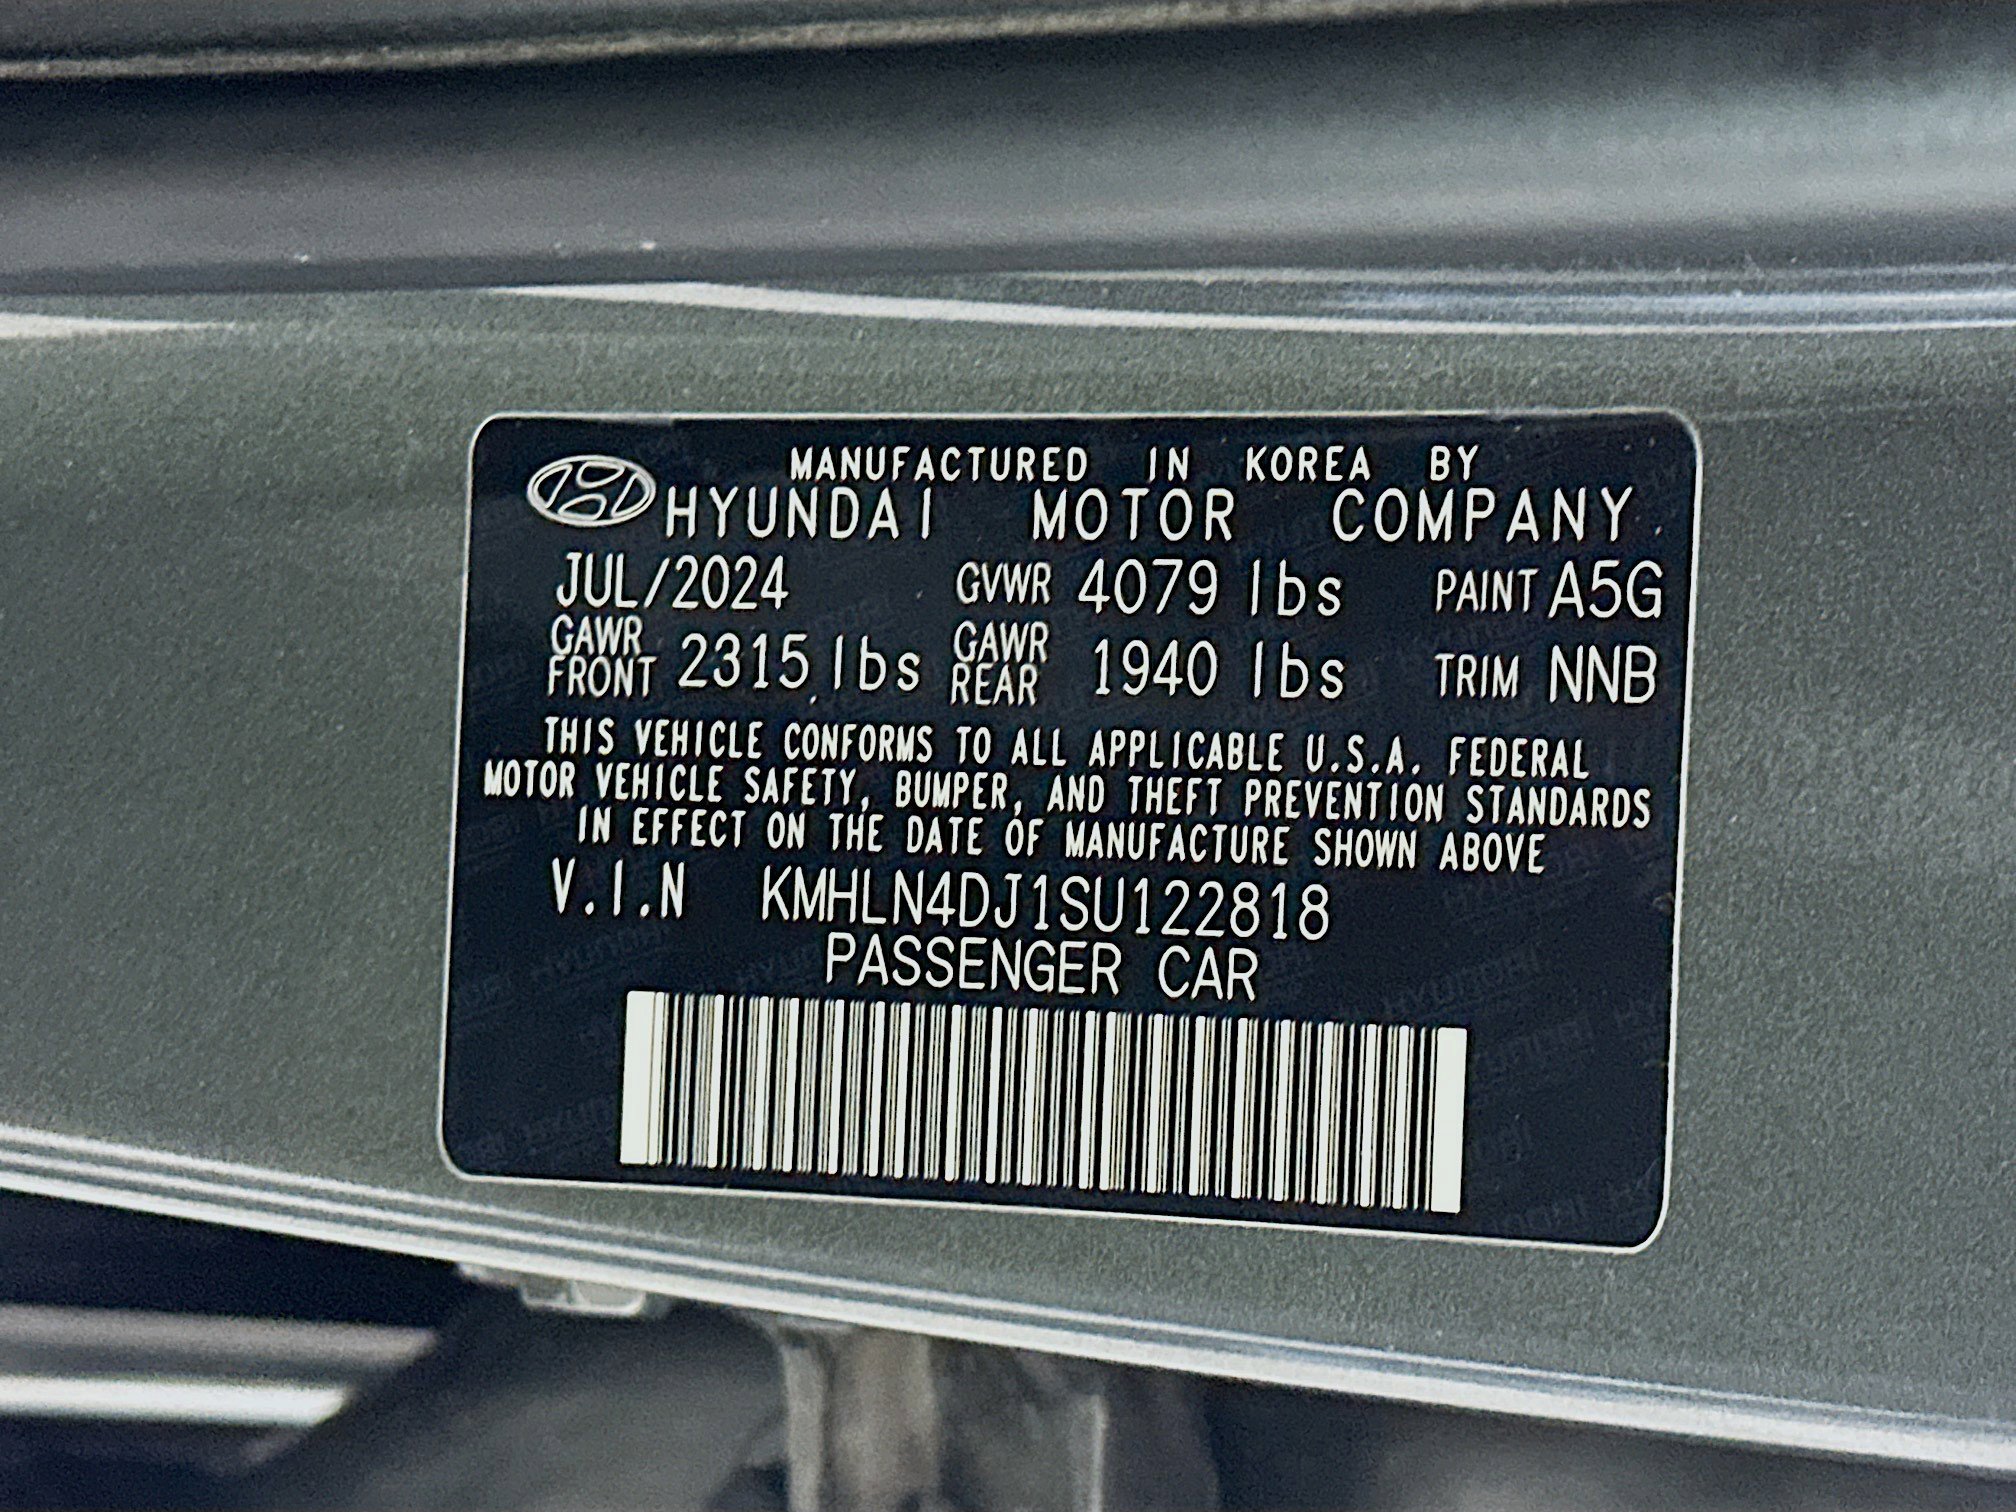 MANUFACTURED IN KOREA BY
HYUNDAI MOTOR COMPANY
JUL/2024 GVWR 4079 lbs PAINT A5G
GAWR FRONT 2315 lbs GAWR REAR 1940 lbs TRIM NNB
THIS VEHICLE CONFORMS TO ALL APPLICABLE U.S.A. FEDERAL
MOTOR VEHICLE SAFETY, BUMPER, AND THEFT PREVENTION STANDARDS
IN EFFECT ON THE DATE OF MANUFACTURE SHOWN ABOVE
V.I.N KMHLN4DJ1SU122818
PASSENGER CAR